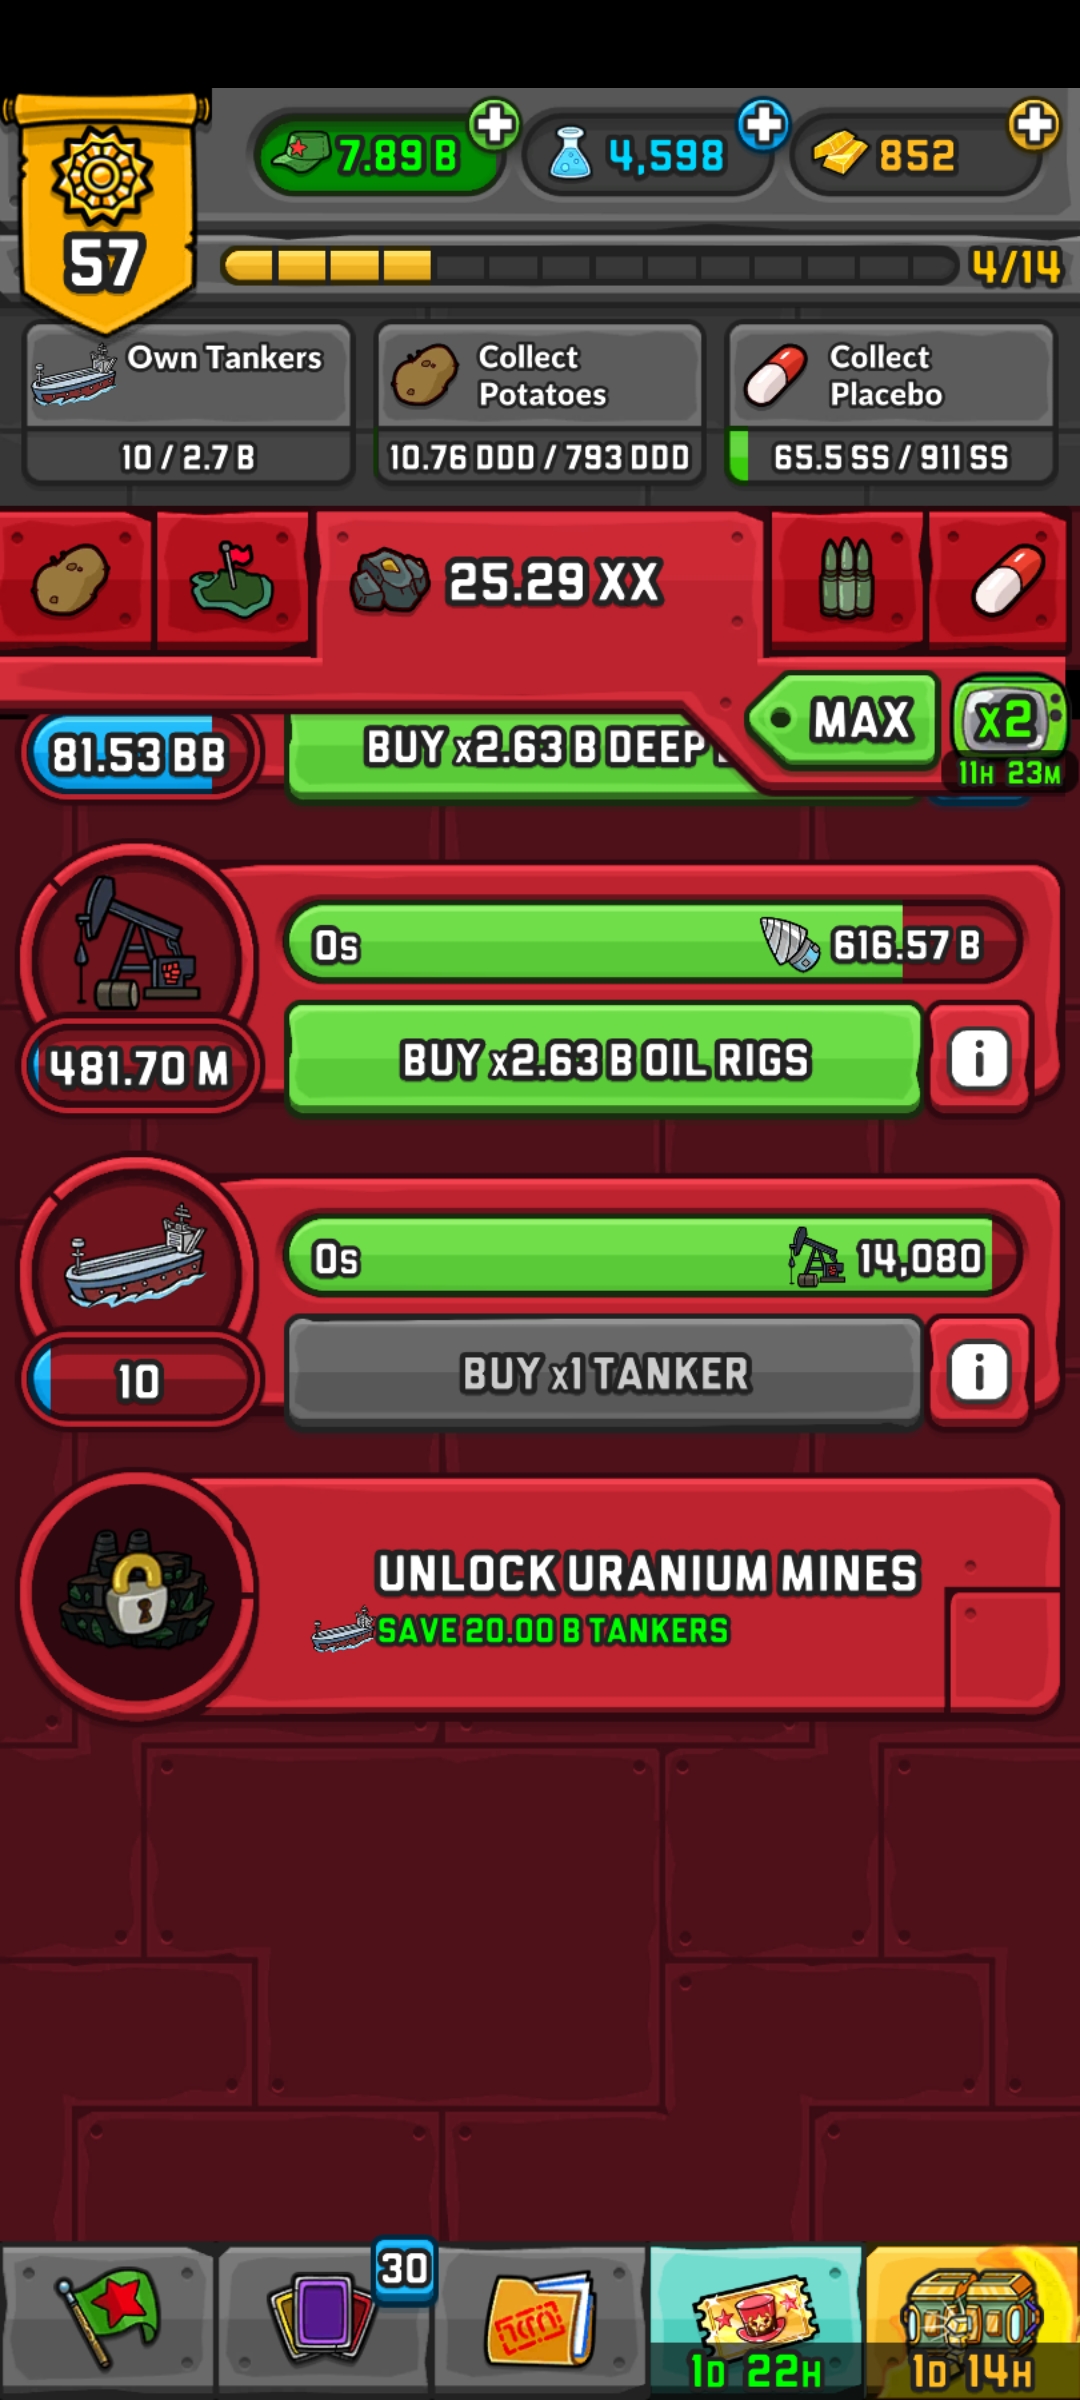 57
7.89 B
4,598
852
4/14
Own Tankers
10 / 2.7 B
Collect
Potatoes
10.76 DDD / 793 DDD
Collect
Placebo
65.5 SS / 911 SS
25.29 XX
MAX
x2
11H 23M
81.53 BB
BUY x2.63 B DEEP
0s
616.57 B
481.70 M
BUY x2.63 B OIL RIGS
i
0s
14,080
10
BUY x1 TANKER
i
UNLOCK URANIUM MINES
SAVE 20.00 B TANKERS
30
1D 22H
1D 14H